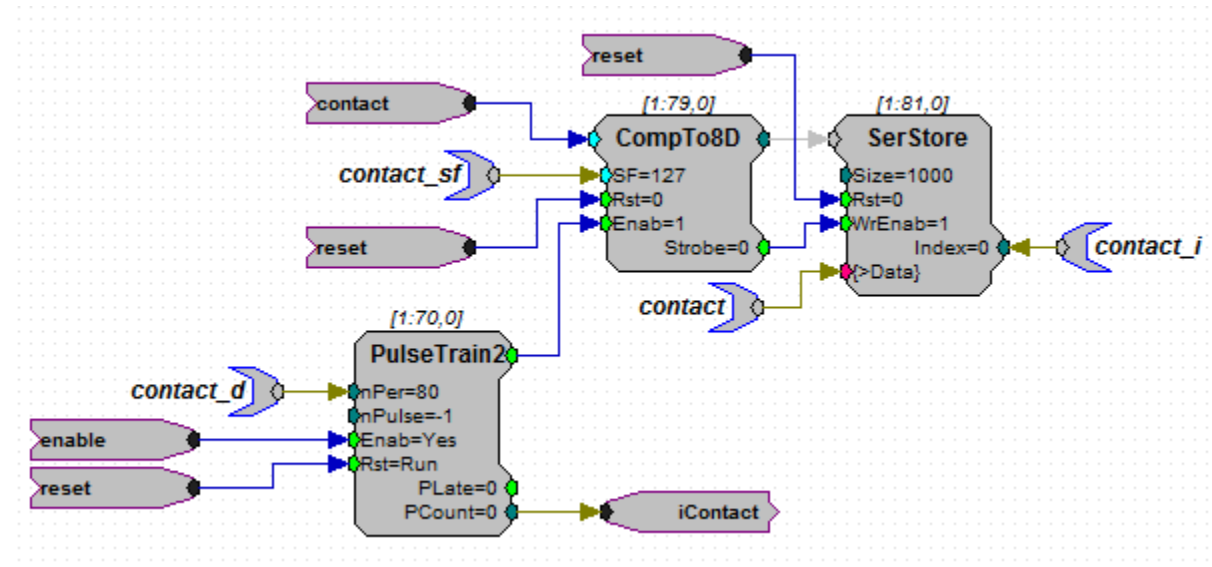 reset
contact
[1:79,0]
[1:81,0]
CompTo8D
SerStore
contact_sf
SF=127
Size=1000
Rst=0
Rst=0
Enab=1
WrEnab=1
reset
Strobe=0
Index=0
contact_i
{>Data}
contact
[1:70,0]
PulseTrain2
contact_d
nPer=80
nPulse=-1
enable
Enab=Yes
Rst=Run
reset
PLate=0
PCount=0
iContact